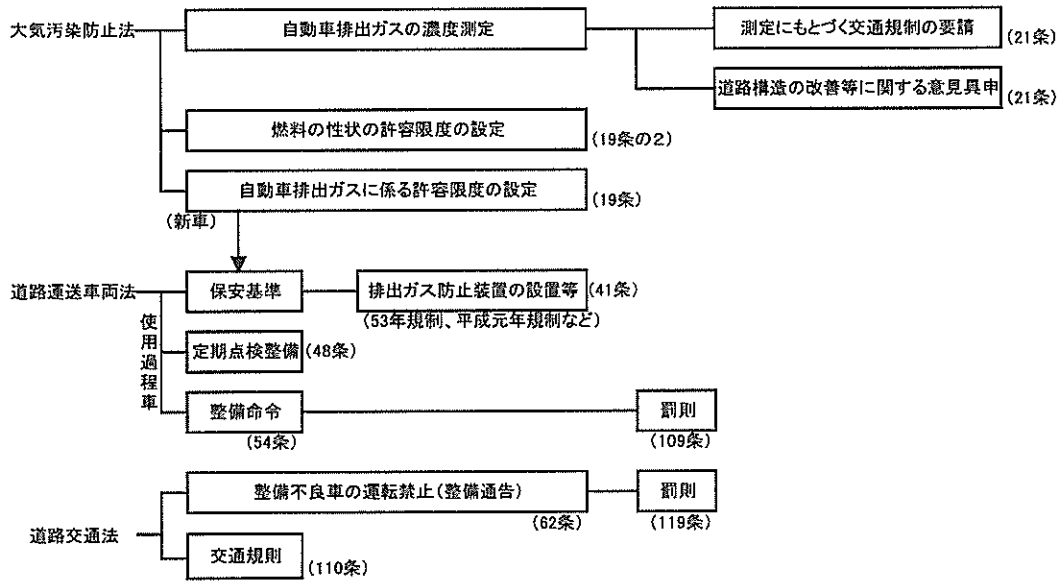 大気汚染防止法
自動車排出ガスの濃度測定
測定にもとづく交通規制の要請
(21条)
道路構造の改善等に関する意見具申
(21条)
燃料の性状の許容限度の設定
(19条の2)
自動車排出ガスに係る許容限度の設定
(19条)
(新車)
道路運送車両法
保安基準
排出ガス防止装置の設置等
(41条)
(53年規制、平成元年規制など)
使用過程車
定期点検整備
(48条)
整備命令
(54条)
罰則
(109条)
道路交通法
整備不良車の運転禁止(整備通告)
(62条)
罰則
(119条)
交通規則
(110条)